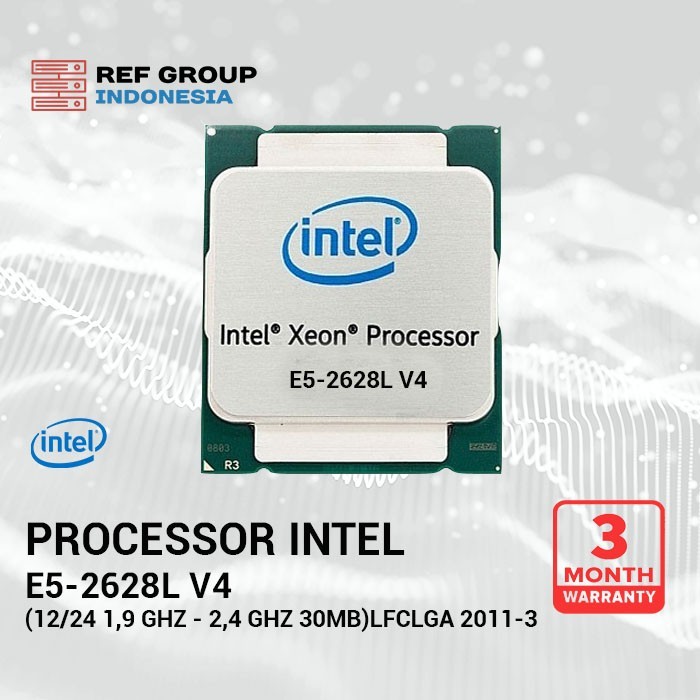 REF GROUP
INDONESIA
intel®
Intel® Xeon® Processor
E5-2628L V4
0803
R3
intel
PROCESSOR INTEL
E5-2628L V4
(12/24 1,9 GHZ - 2,4 GHZ 30MB)LFCLGA 2011-3
3
MONTH
WARRANTY